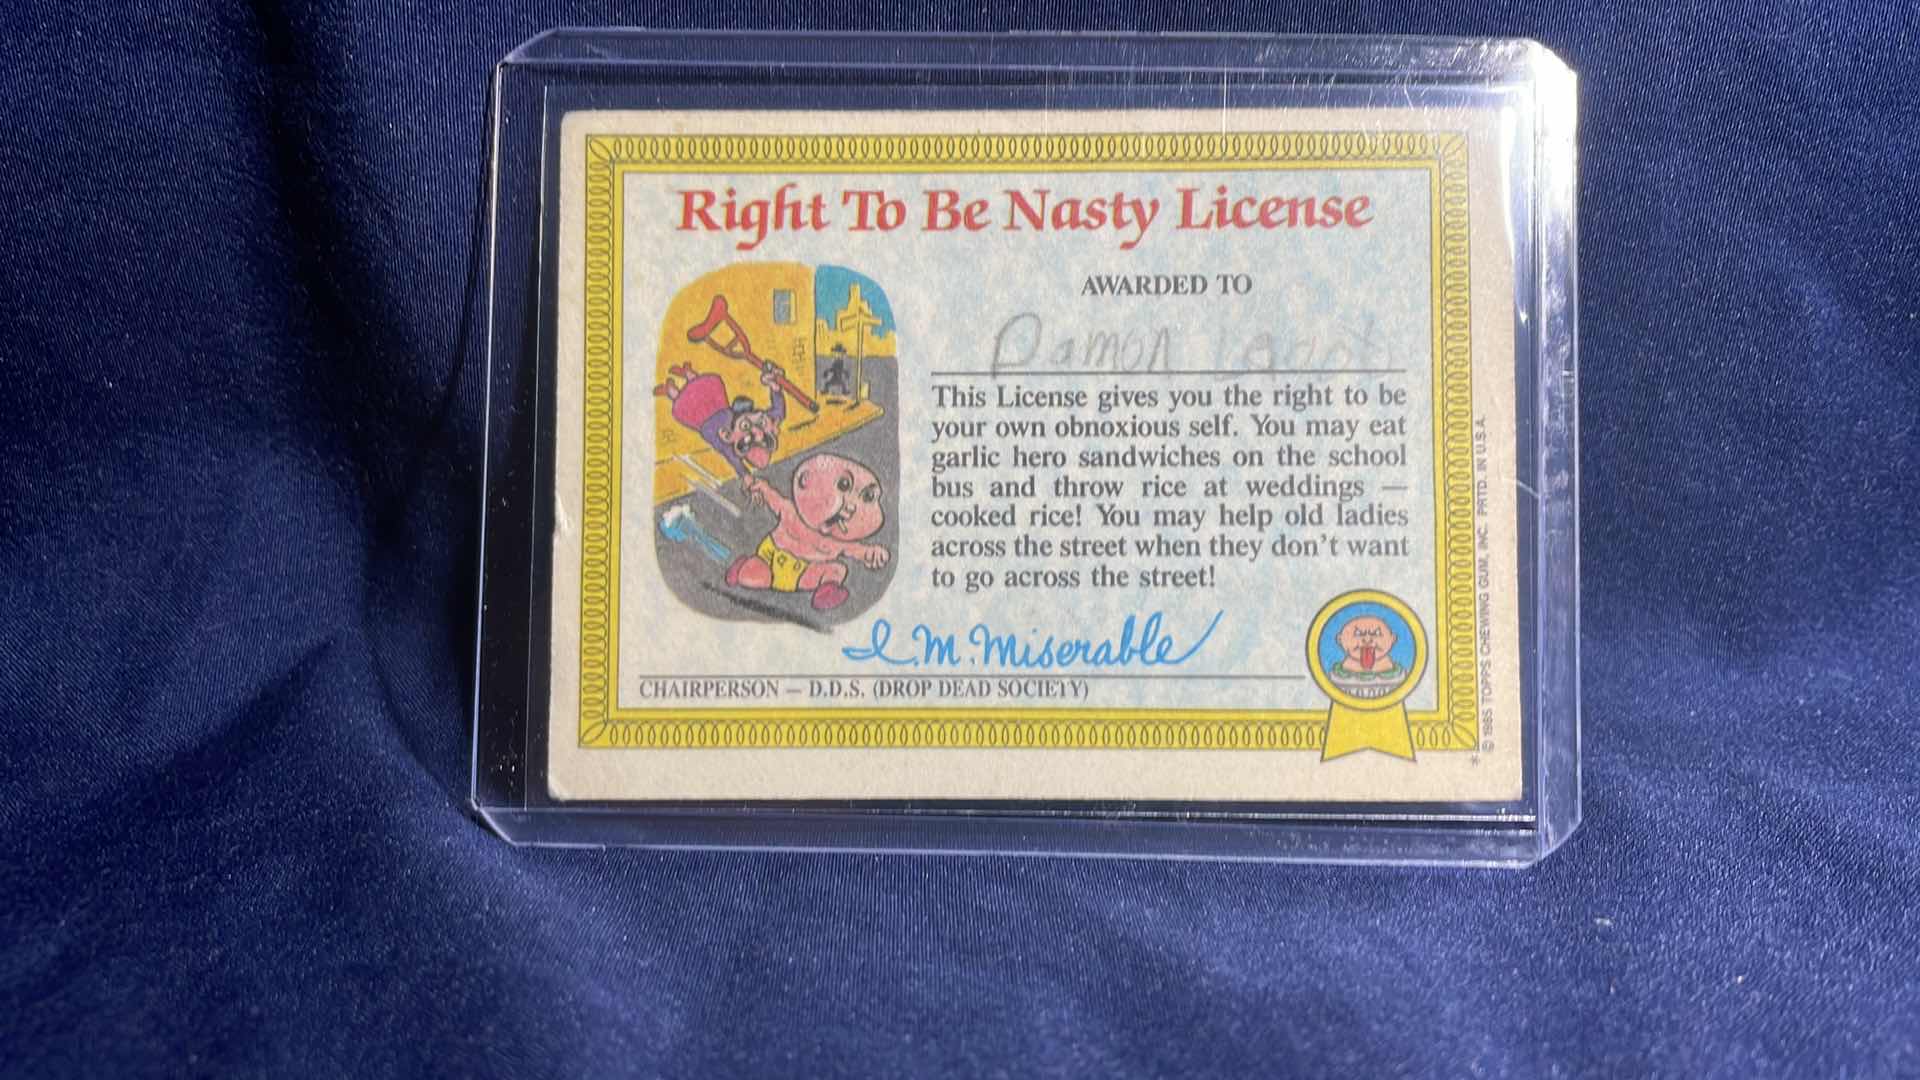 Right To Be Nasty License
AWARDED TO
Damon
This License gives you the right to be
your own obnoxious self. You may eat
garlic hero sandwiches on the school
bus and throw rice at weddings —
cooked rice! You may help old ladies
across the street when they don't want
to go across the street!
I.M. Miserable
CHAIRPERSON — D.D.S. (DROP DEAD SOCIETY)
* © 1985 TOPPS CHEWING GUM, INC. PRTD. IN U.S.A.